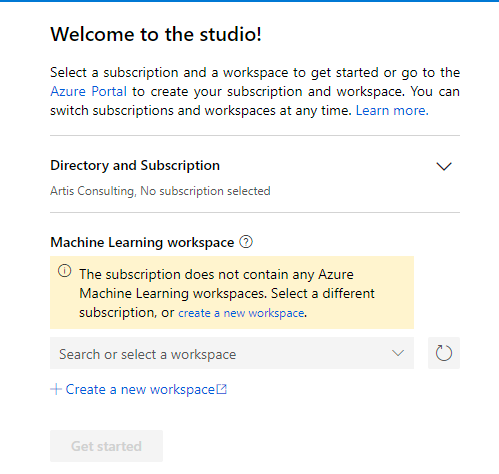 Welcome to the studio!
Select a subscription and a workspace to get started or go to the
Azure Portal to create your subscription and workspace. You can
switch subscriptions and workspaces at any time. Learn more.
Directory and Subscription
Artis Consulting, No subscription selected
Machine Learning workspace
The subscription does not contain any Azure
Machine Learning workspaces. Select a different
subscription, or create a new workspace.
Search or select a workspace
Create a new workspace
Get started